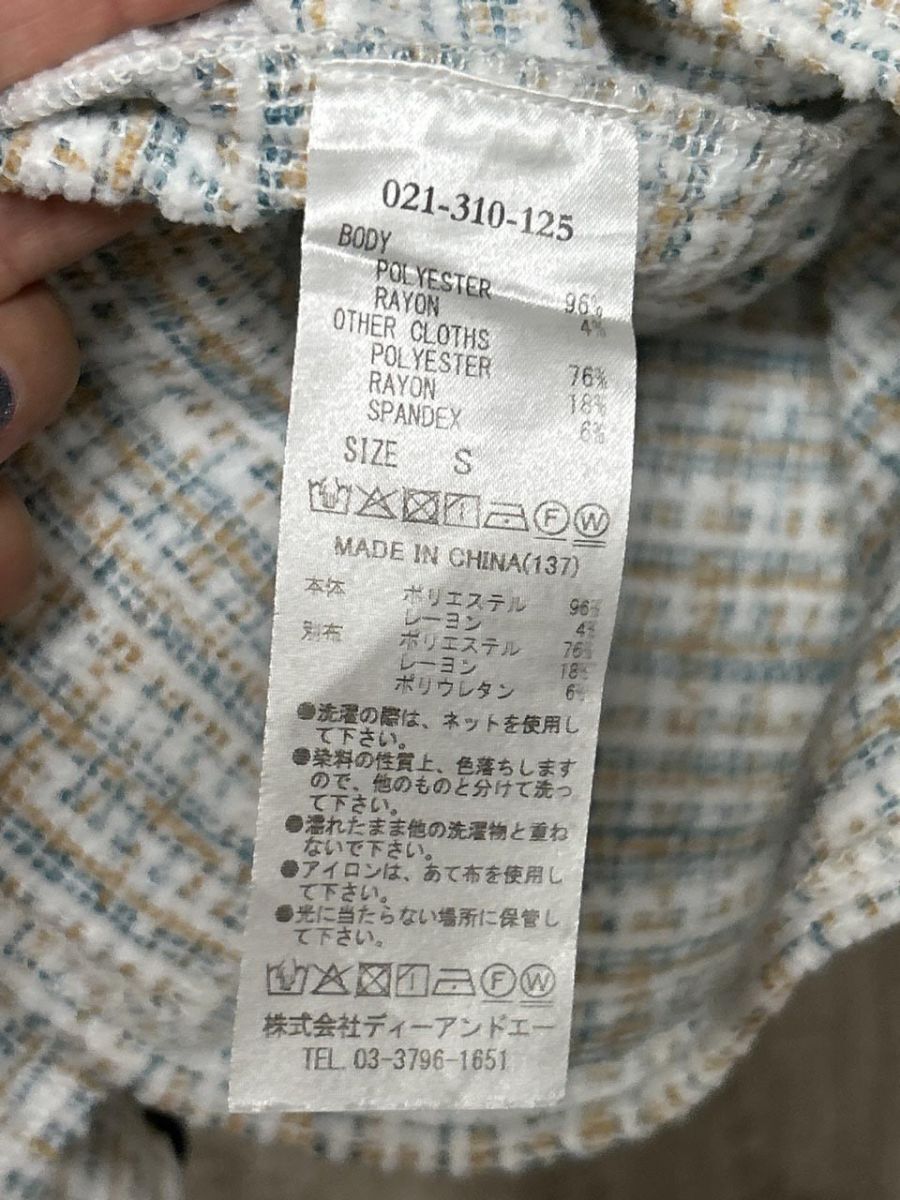 021-310-125
BODY
POLYESTER 96%
RAYON 4%
OTHER CLOTHS
POLYESTER 76%
RAYON 18%
SPANDEX 6%
SIZE S
F W
MADE IN CHINA(137)
本体 ポリエステル 96%
レーヨン 4%
別布 ポリエステル 76%
レーヨン 18%
ポリウレタン 6%
●洗濯の際は、ネットを使用し
て下さい。
●染料の性質上、色落ちします
ので、他のものと分けて洗っ
て下さい。
●濡れたまま他の洗濯物と重ね
ないで下さい。
●アイロンは、あて布を使用し
て下さい。
●光に当たらない場所に保管し
て下さい。
F W
株式会社ディーアンドエー
TEL. 03-3796-1651